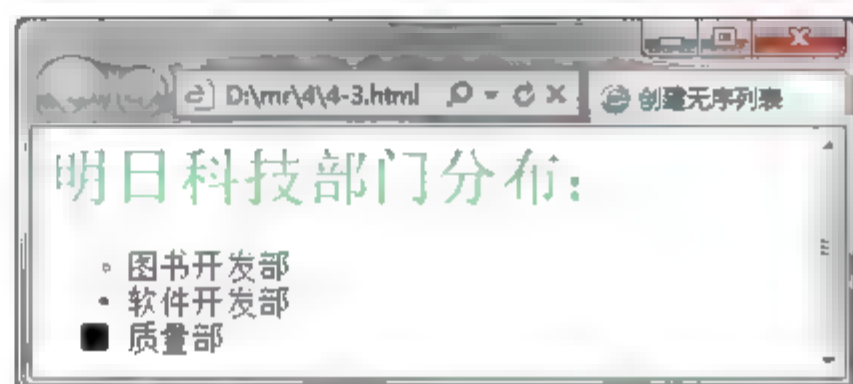 D:\mr\4\4-3.html
创建无序列表
明日科技部门分布：
图书开发部
软件开发部
质量部